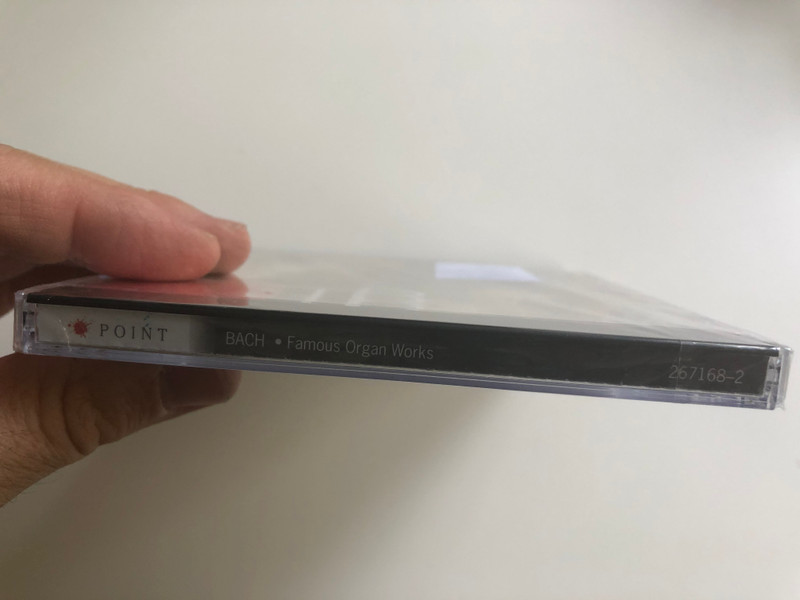 POINT
BACH • Famous Organ Works
267168-2